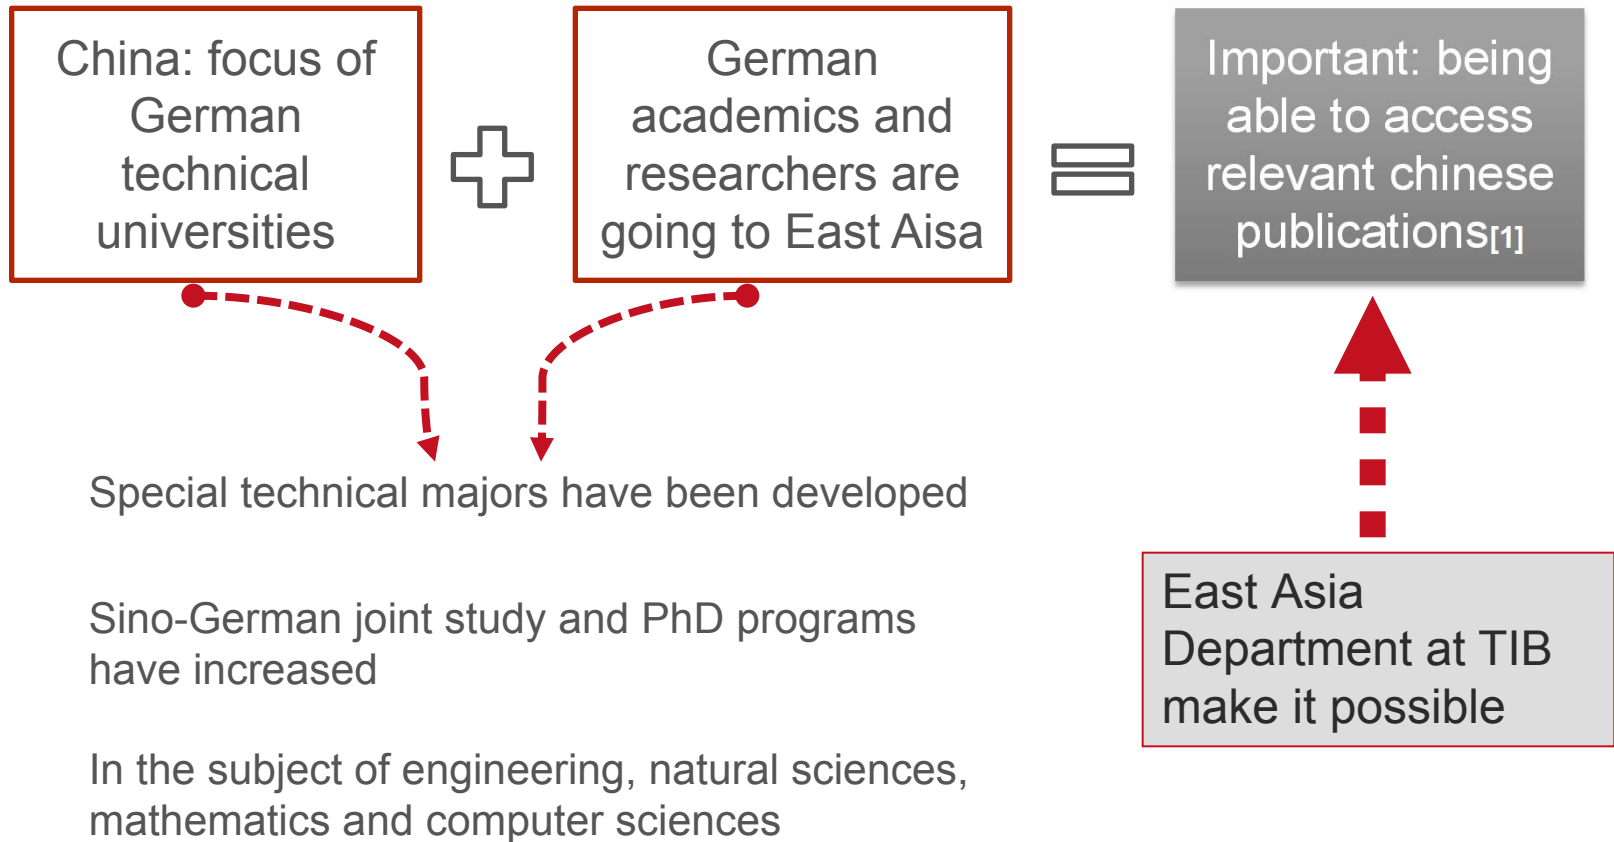 China: focus of
German
technical
universities
German
academics and
researchers are
going to East Aisa
Important: being
able to access
relevant chinese
publications[1]
Special technical majors have been developed
Sino-German joint study and PhD programs
have increased
In the subject of engineering, natural sciences,
mathematics and computer sciences
East Asia
Department at TIB
make it possible